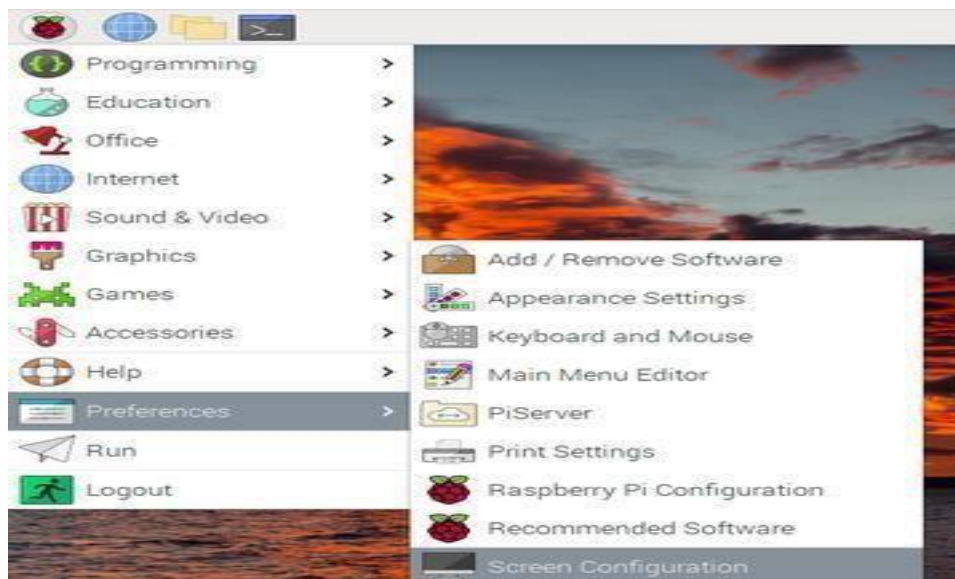 >_
Programming >
Education >
Office >
Internet >
Sound & Video >
Graphics >
Games >
Accessories >
Help >
Preferences >
Run
Logout
Add / Remove Software
Appearance Settings
Keyboard and Mouse
Main Menu Editor
PiServer
Print Settings
Raspberry Pi Configuration
Recommended Software
Screen Configuration